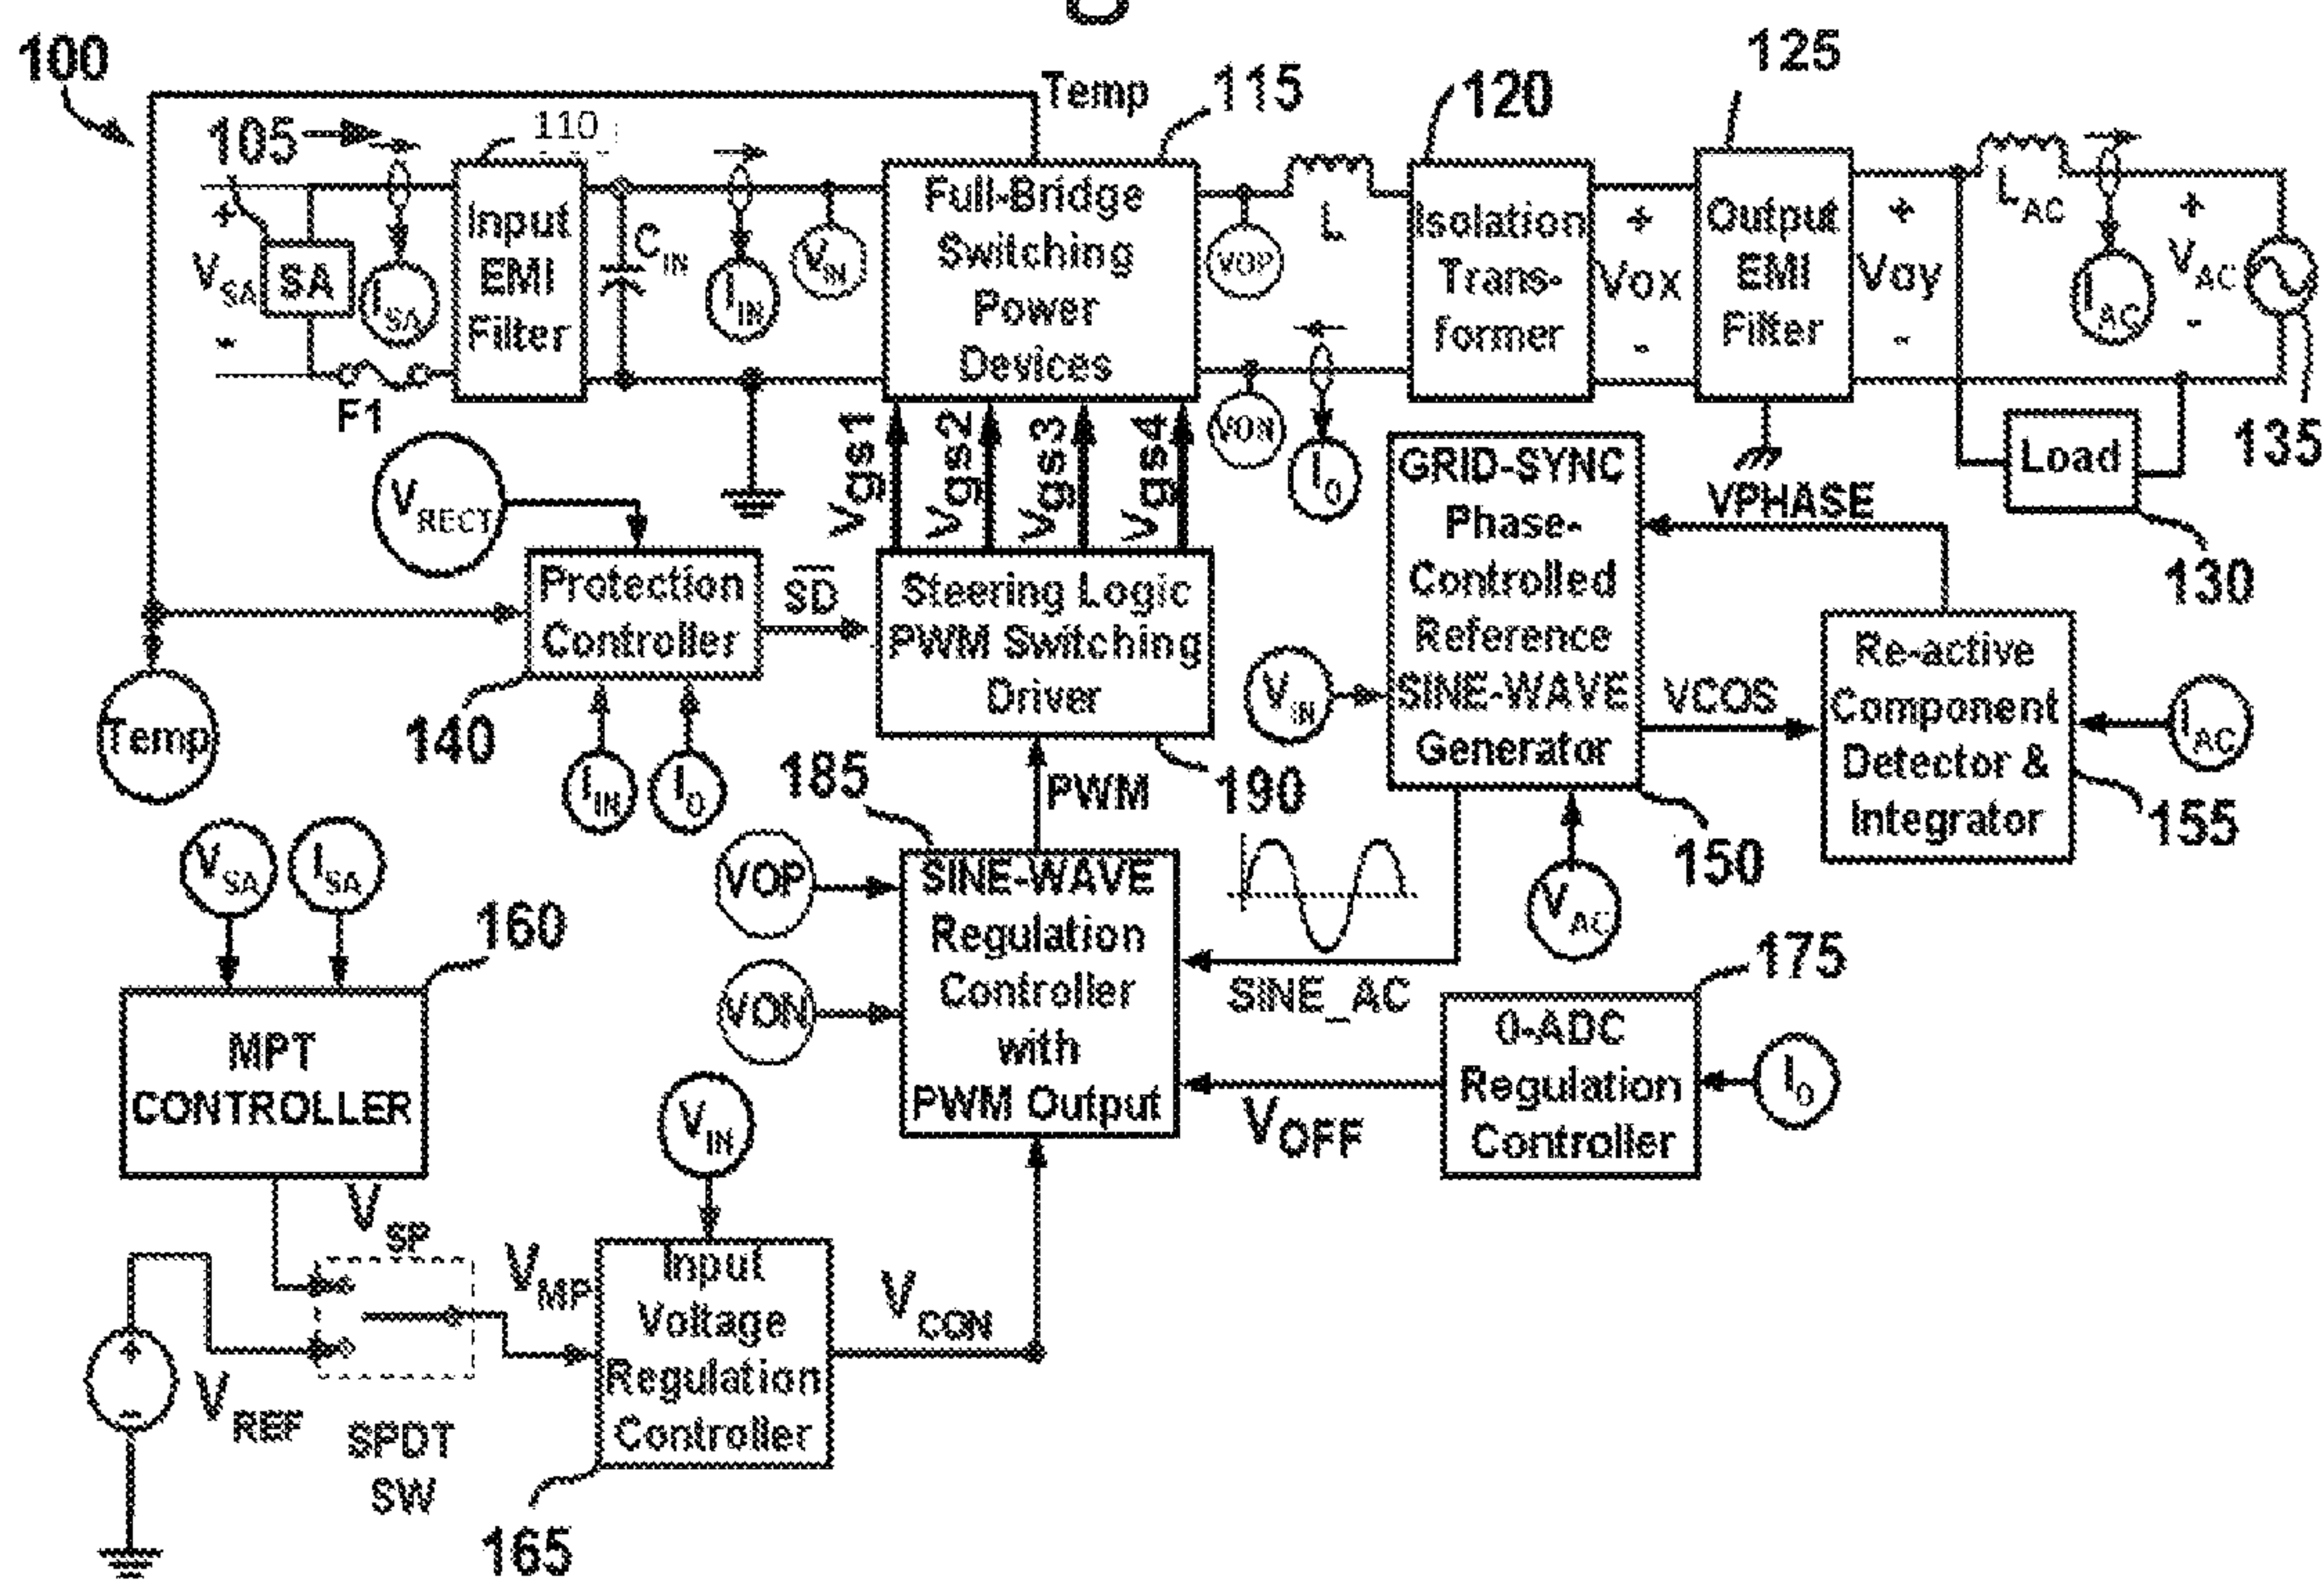 100
105
110
Temp
115
120
125
+
V_SA
-
SA
I_SA
F1
Input
EMI
Filter
C_IN
I_IN
V_IN
Full-Bridge
Switching
Power
Devices
VOP
VON
L
I_O
Isolation
Trans-
former
+
Vox
-
Output
EMI
Filter
+
Voy
-
L_AC
I_AC
+
V_AC
-
135
Load
130
V_RECT
Vgs1
Vgs2
Vgs3
Vgs4
Protection
Controller
SD
140
Temp
I_IN
I_O
Steering Logic
PWM Switching
Driver
190
PWM
GRID-SYNC
Phase-
Controlled
Reference
SINE-WAVE
Generator
V_IN
150
V_AC
VPHASE
VCOS
Re-active
Component
Detector &
Integrator
I_AC
155
V_SA
I_SA
160
MPT
CONTROLLER
185
VOP
VON
SINE-WAVE
Regulation
Controller
with
PWM Output
SINE_AC
V_OFF
175
0-ADC
Regulation
Controller
I_O
V_SP
V_REF
SPDT
SW
V_MP
V_IN
Input
Voltage
Regulation
Controller
165
V_CON